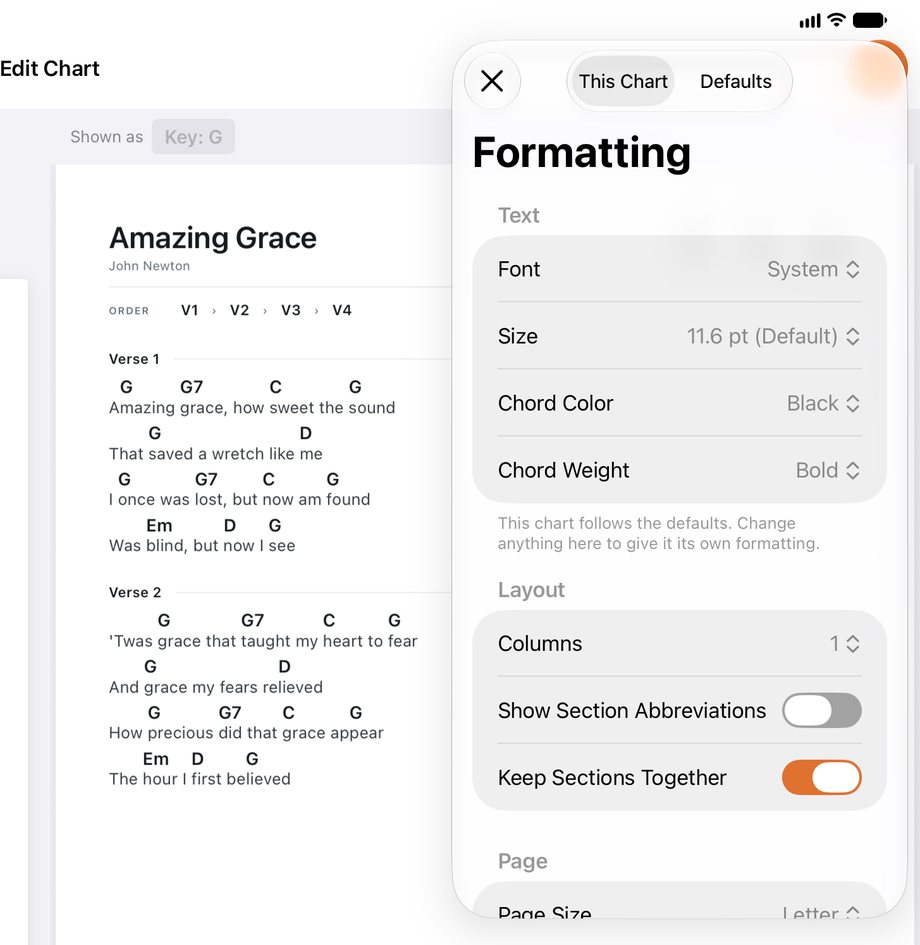 Edit Chart
Shown as Key: G
Amazing Grace
John Newton
ORDER V1 › V2 › V3 › V4
Verse 1
G G7 C G
Amazing grace, how sweet the sound
G D
That saved a wretch like me
G G7 C G
I once was lost, but now am found
Em D G
Was blind, but now I see
Verse 2
G G7 C G
'Twas grace that taught my heart to fear
G D
And grace my fears relieved
G G7 C G
How precious did that grace appear
Em D G
The hour I first believed
This Chart Defaults
Formatting
Text
Font System
Size 11.6 pt (Default)
Chord Color Black
Chord Weight Bold
This chart follows the defaults. Change
anything here to give it its own formatting.
Layout
Columns 1
Show Section Abbreviations
Keep Sections Together
Page
Page Size Letter